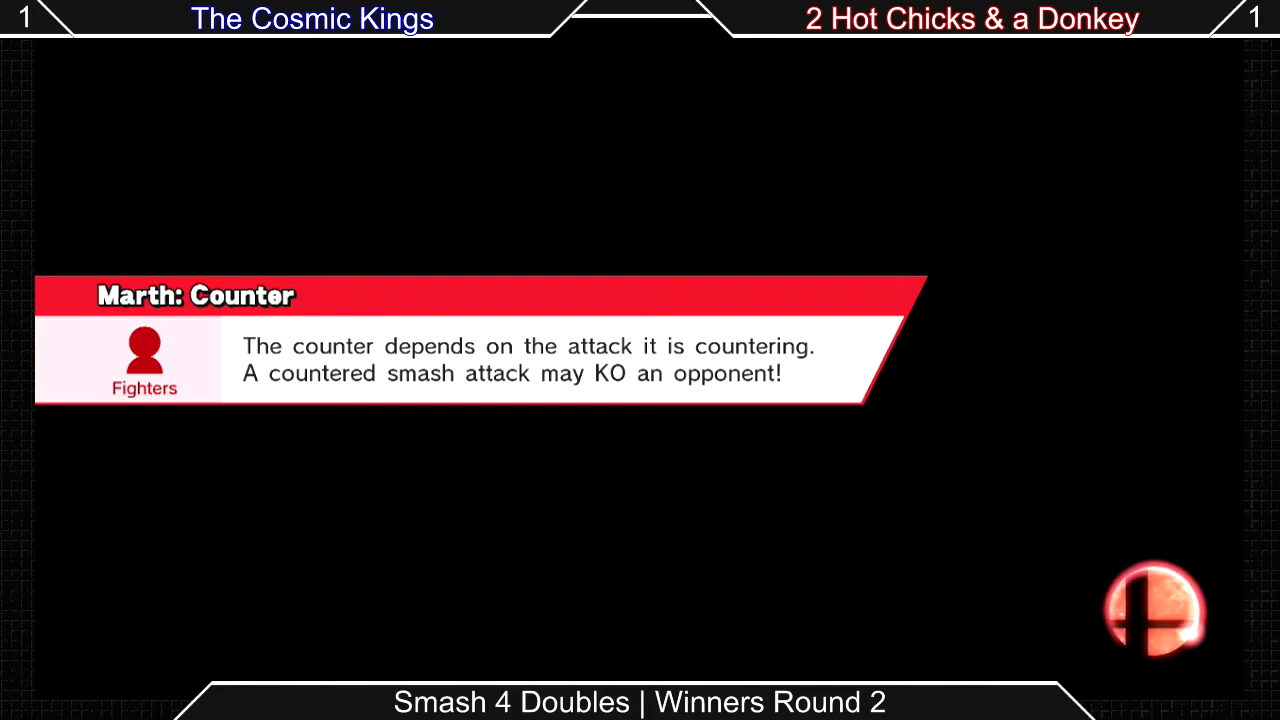 1
The Cosmic Kings
2 Hot Chicks & a Donkey
1
Marth: Counter
Fighters
The counter depends on the attack it is countering.
A countered smash attack may KO an opponent!
Smash 4 Doubles | Winners Round 2